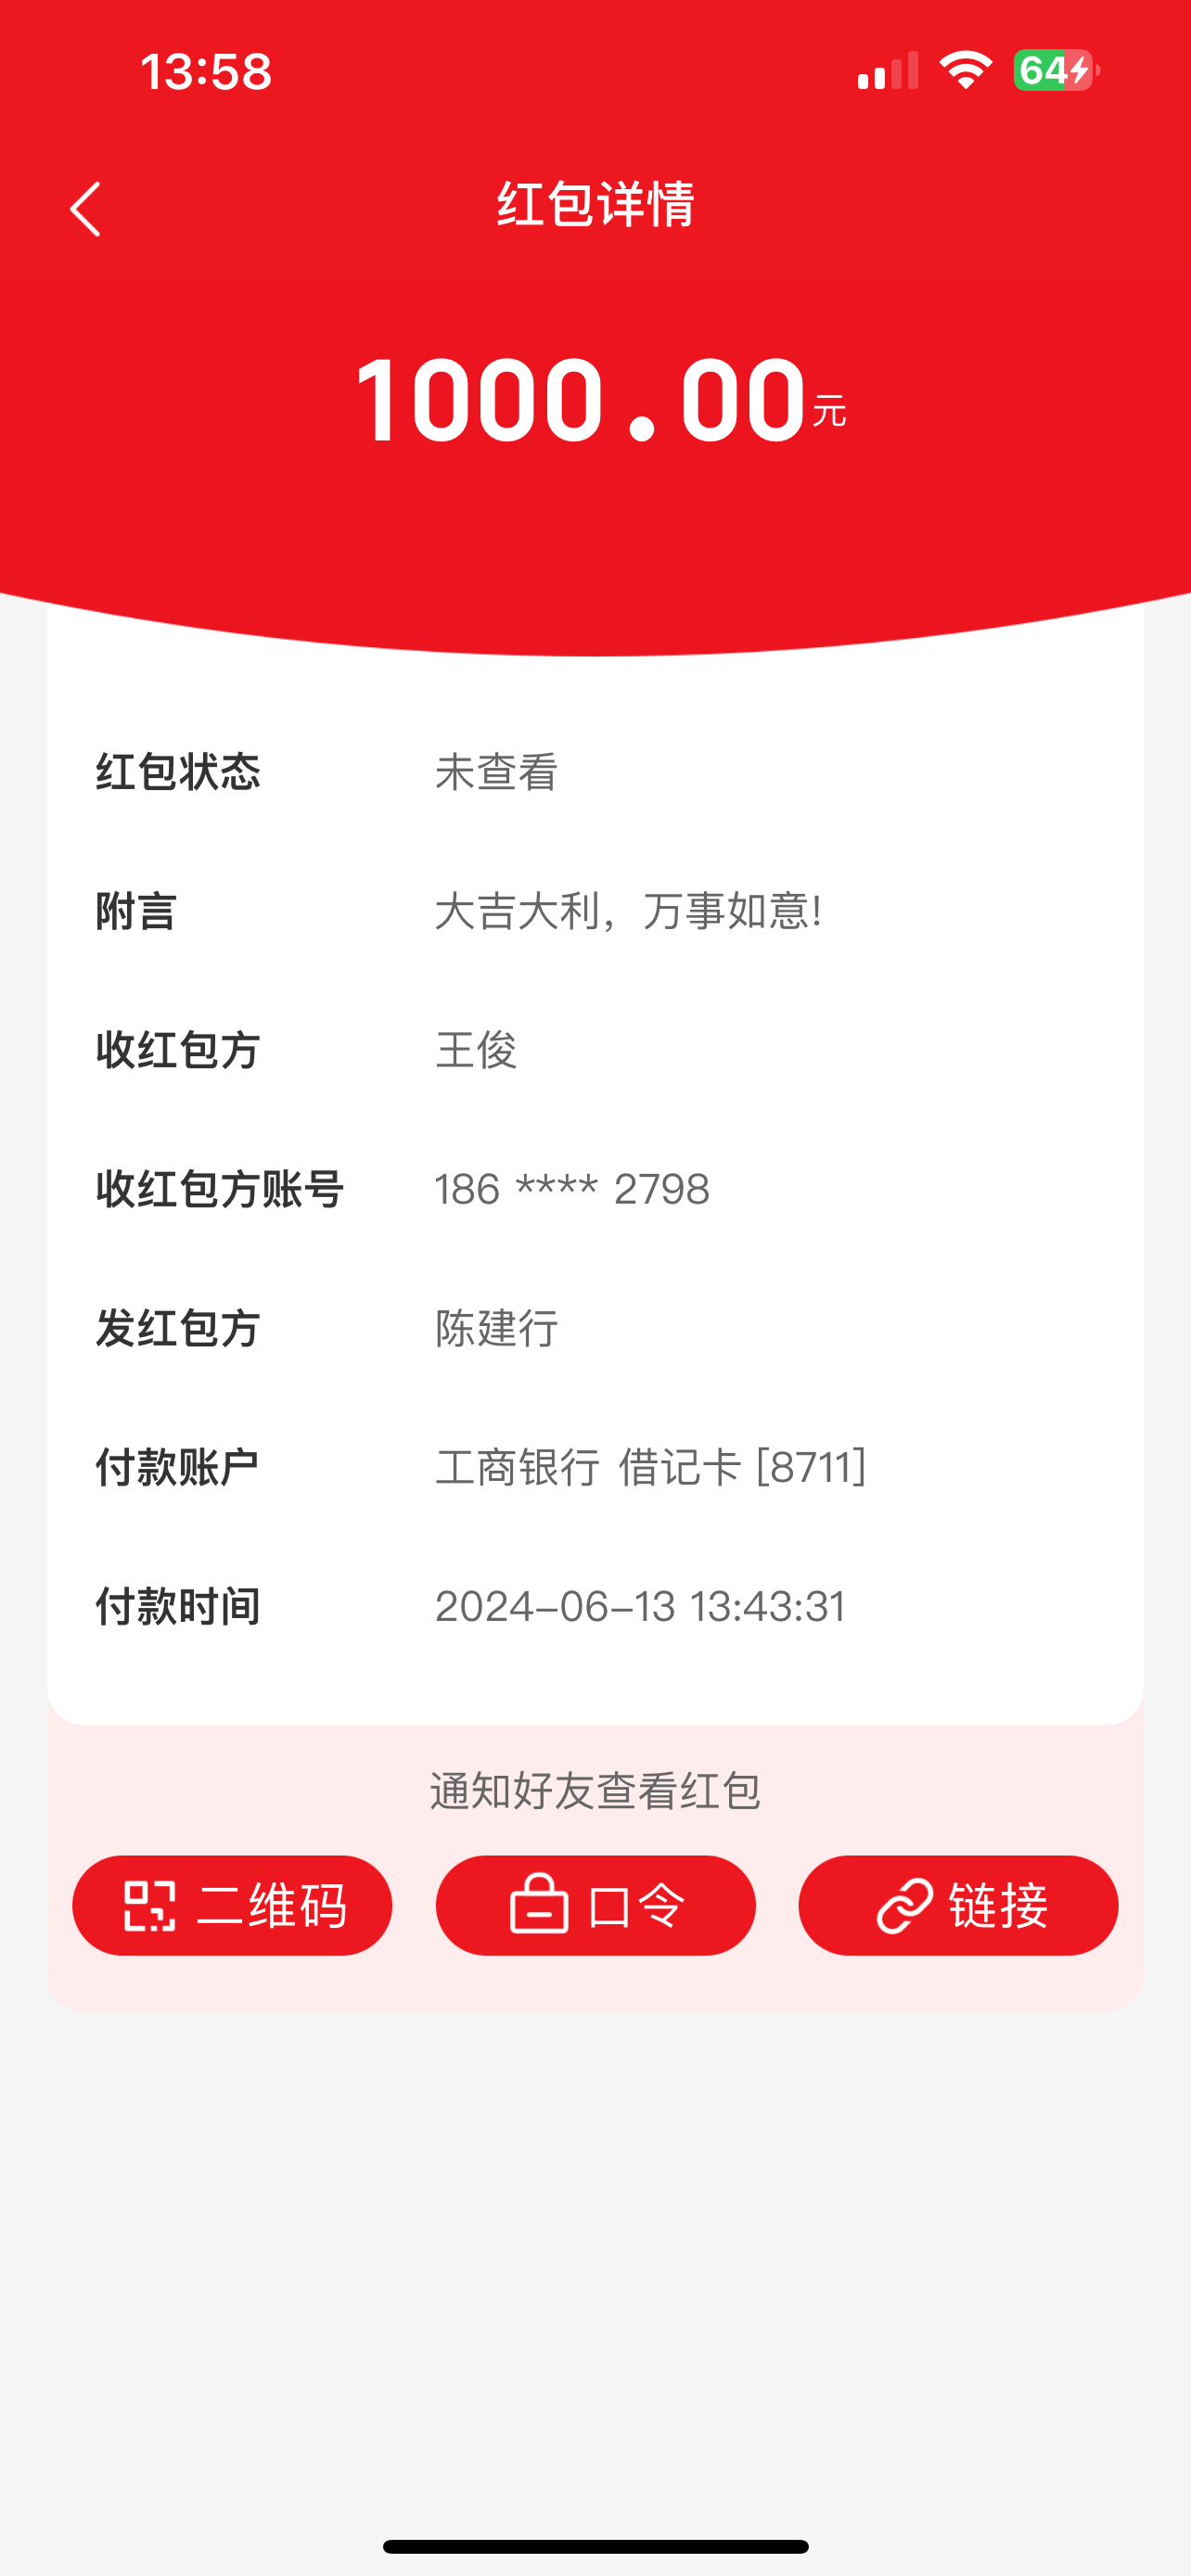 13:58
64
红包详情
1000.00元
红包状态 未查看
附言 大吉大利，万事如意!
收红包方 王俊
收红包方账号 186 **** 2798
发红包方 陈建行
付款账户 工商银行 借记卡 [8711]
付款时间 2024-06-13 13:43:31
通知好友查看红包
二维码 口令 链接